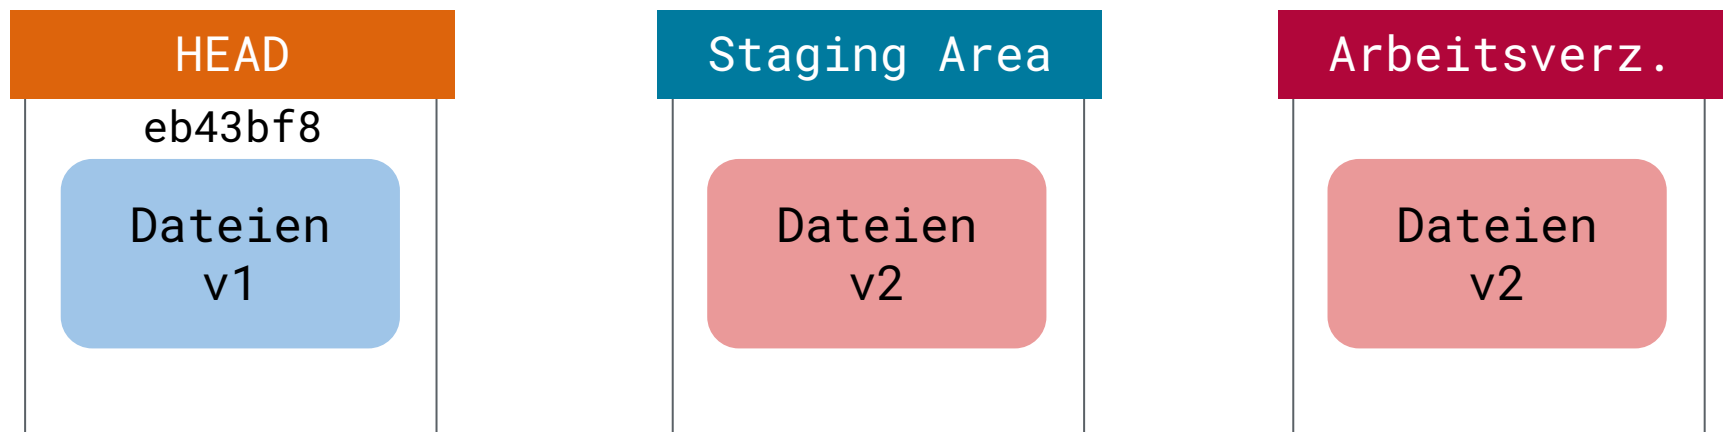 HEAD
Staging Area
Arbeitsverz.
eb43bf8
Dateien
v1
Dateien
v2
Dateien
v2